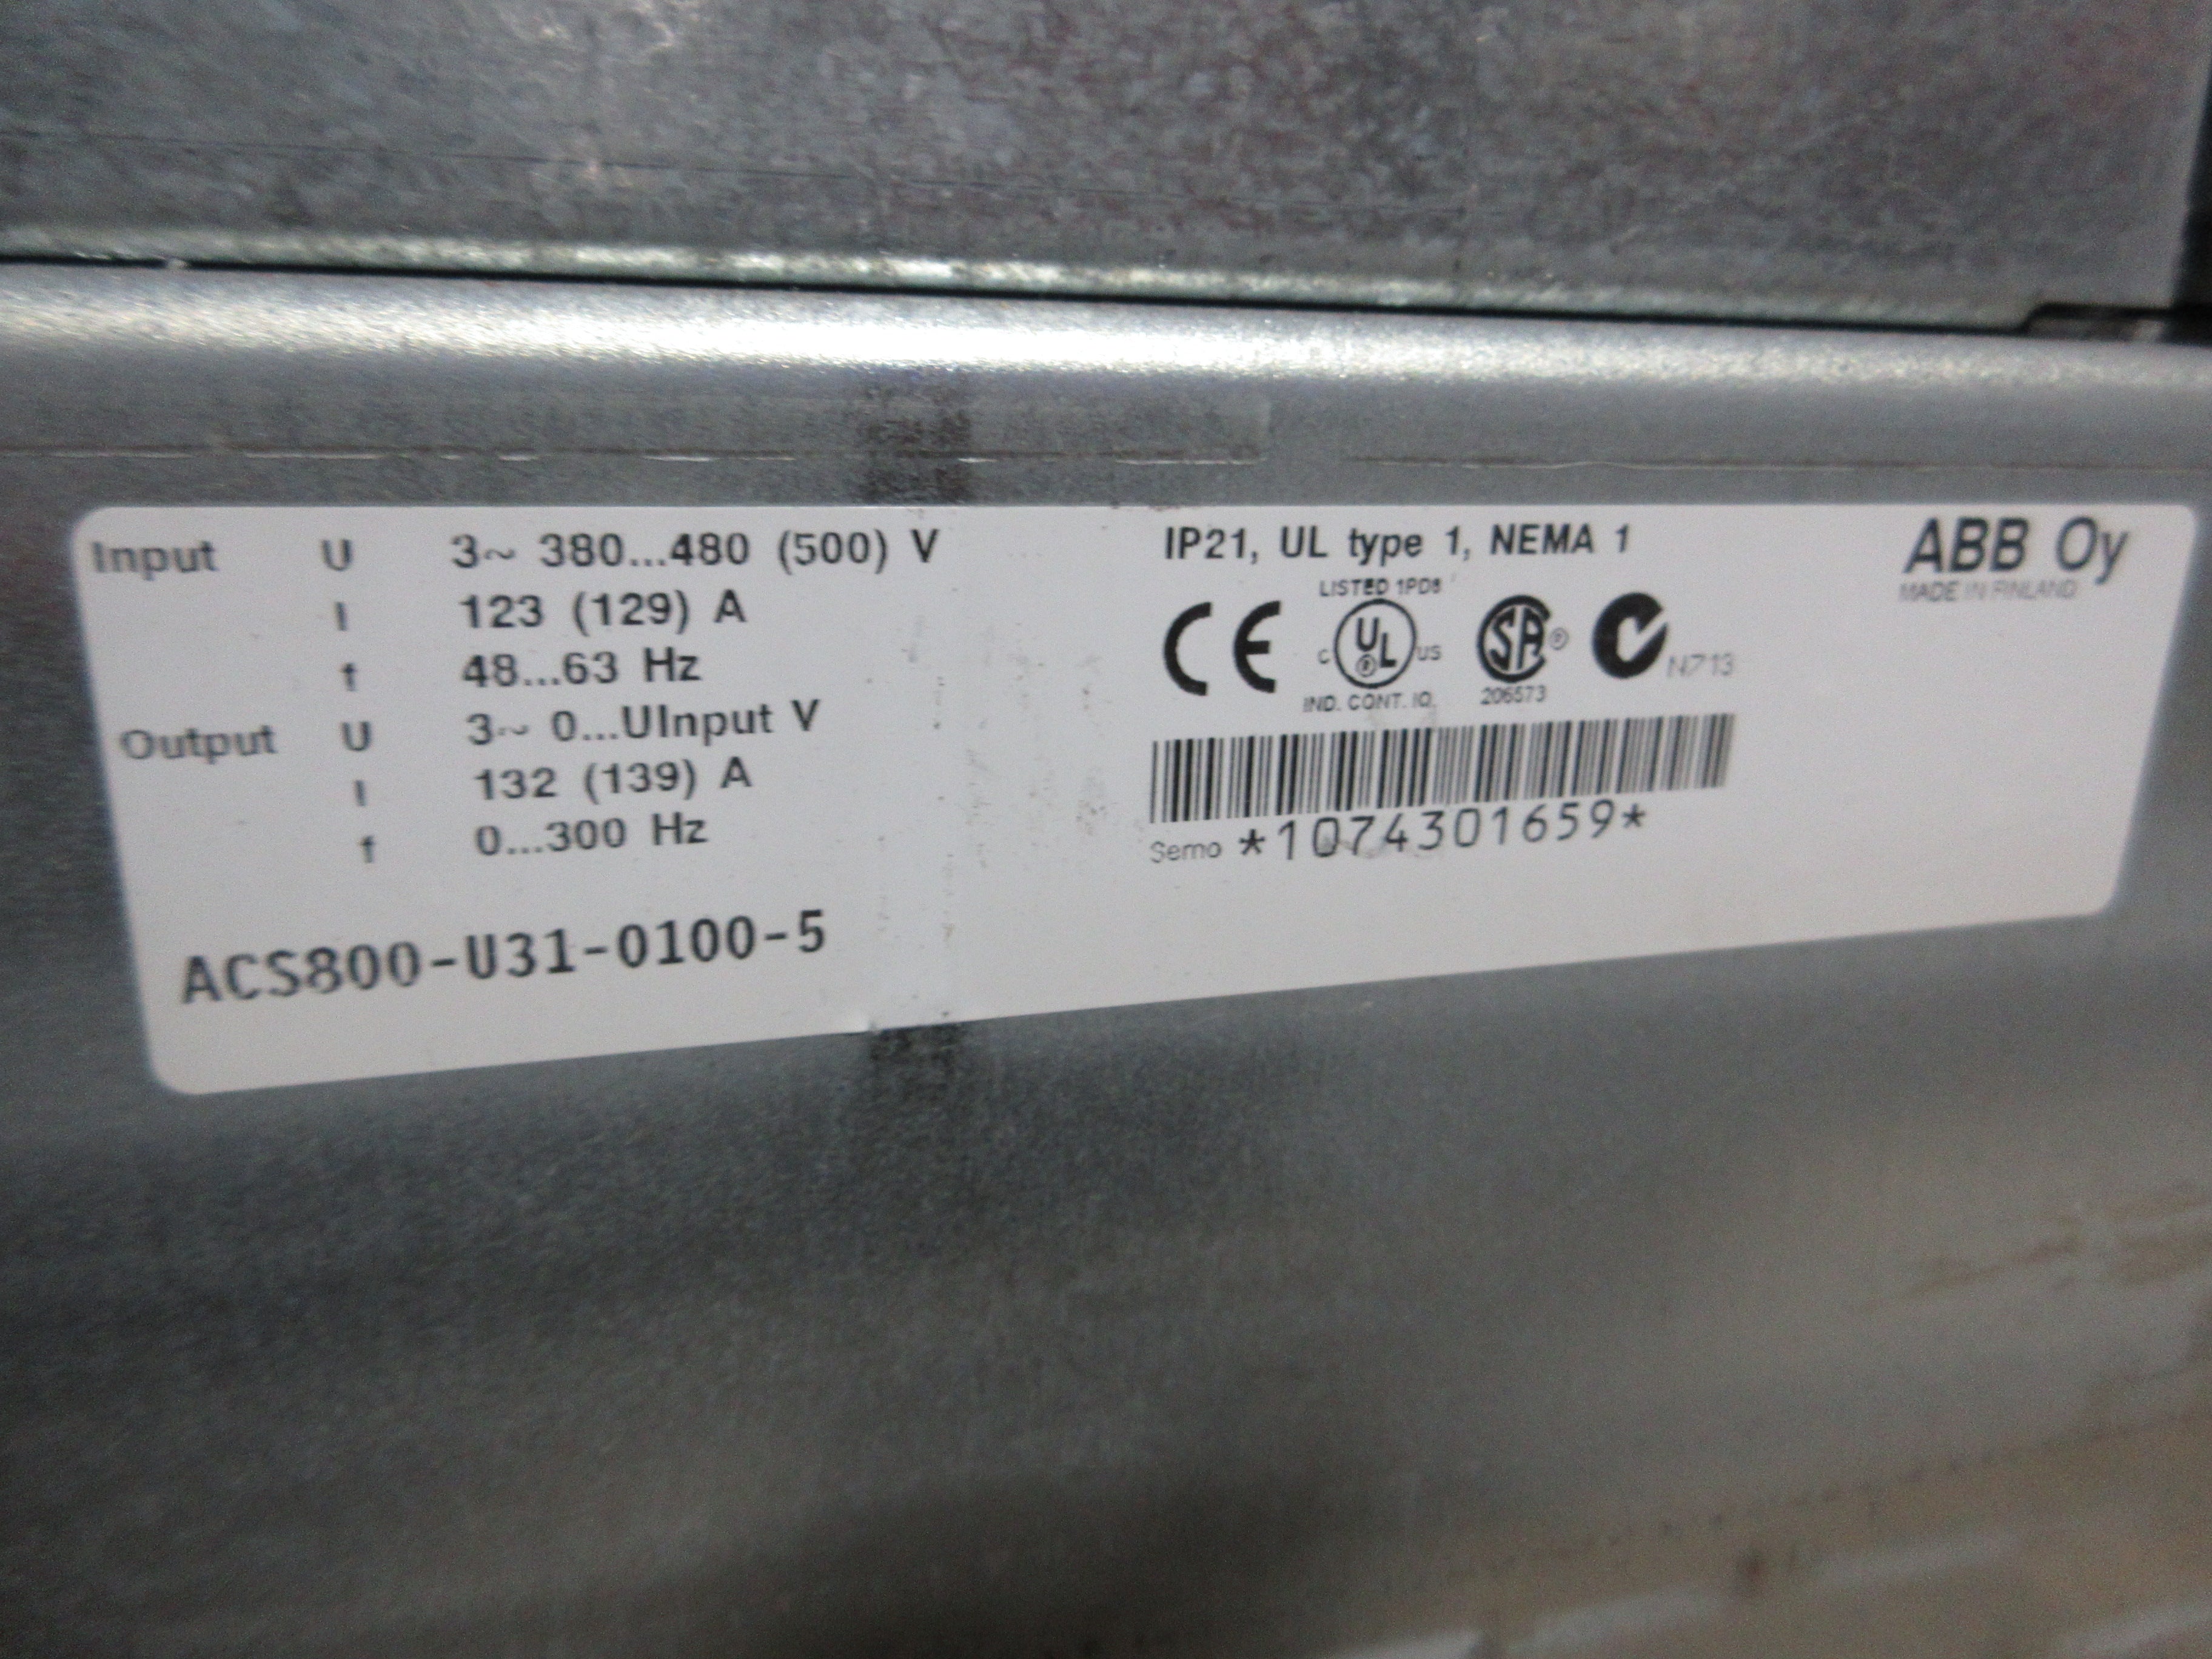 Input U 3~ 380...480 (500) V
I 123 (129) A
f 48...63 Hz
Output U 3~ 0...UInput V
I 132 (139) A
f 0...300 Hz
ACS800-U31-0100-5
IP21, UL type 1, NEMA 1
LISTED 1PD8
CE C UL ® US SA ® N713
IND. CONT. EQ. 206573
Serno *1074301659*
ABB Oy
MADE IN FINLAND